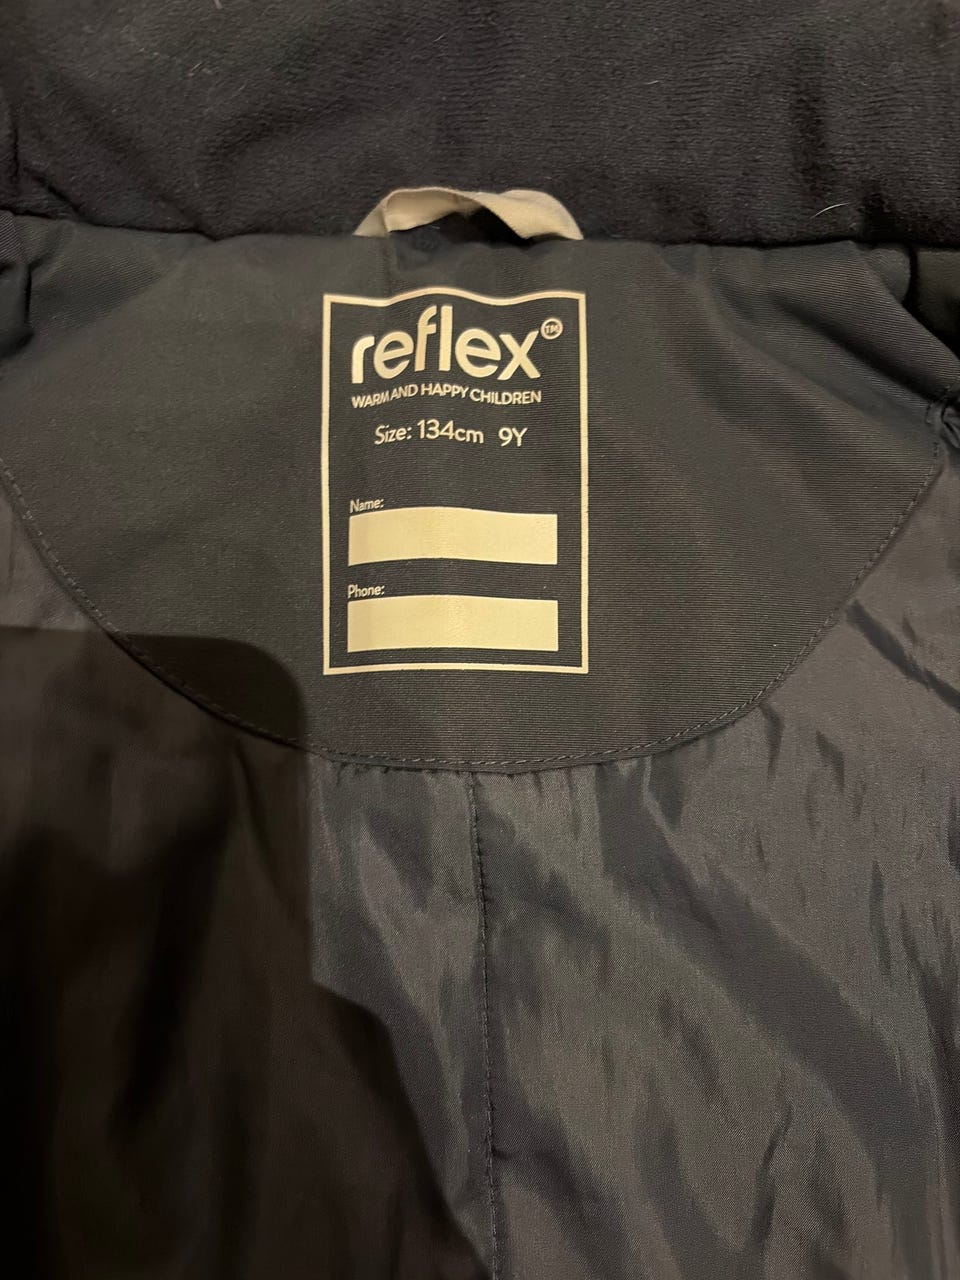 reflex™
WARM AND HAPPY CHILDREN
Size: 134cm 9Y
Name:
Phone: